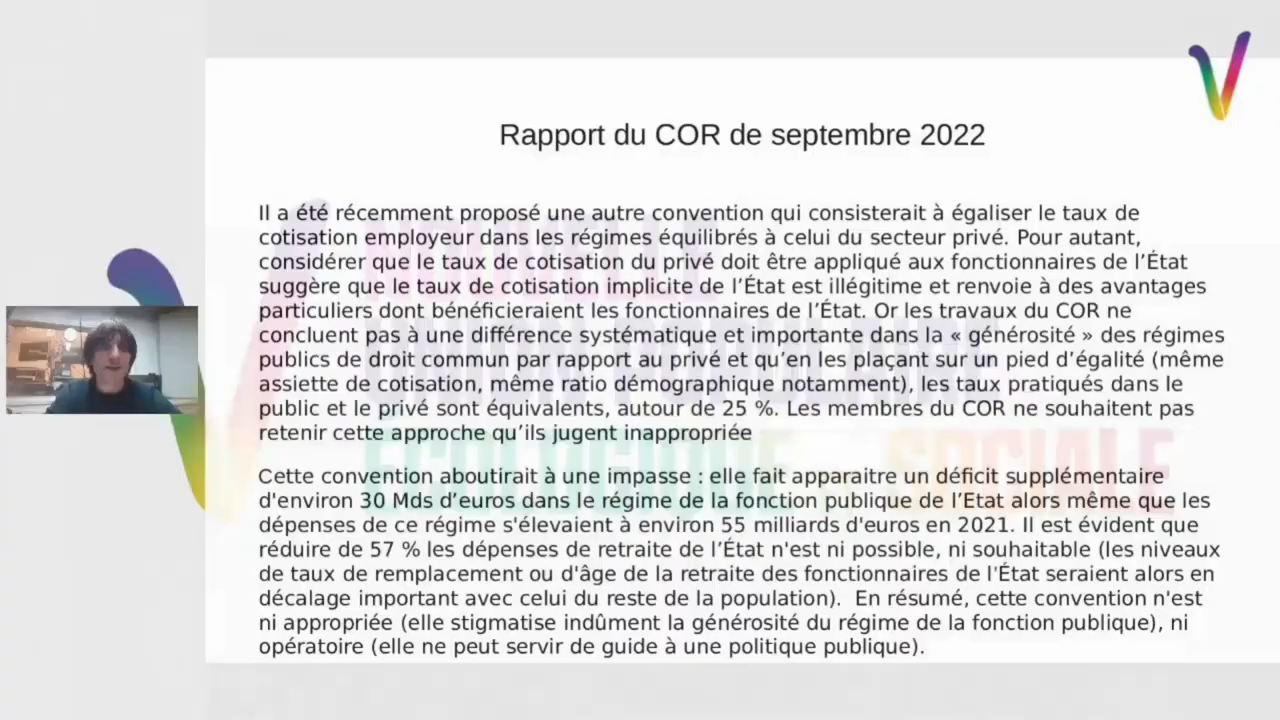 Rapport du COR de septembre 2022
Il a été récemment proposé une autre convention qui consisterait à égaliser le taux de
cotisation employeur dans les régimes équilibrés à celui du secteur privé. Pour autant,
considérer que le taux de cotisation du privé doit être appliqué aux fonctionnaires de l’État
suggère que le taux de cotisation implicite de l’État est illégitime et renvoie à des avantages
particuliers dont bénéficieraient les fonctionnaires de l’État. Or les travaux du COR ne
concluent pas à une différence systématique et importante dans la « générosité » des régimes
publics de droit commun par rapport au privé et qu’en les plaçant sur un pied d’égalité (même
assiette de cotisation, même ratio démographique notamment), les taux pratiqués dans le
public et le privé sont équivalents, autour de 25 %. Les membres du COR ne souhaitent pas
retenir cette approche qu’ils jugent inappropriée
Cette convention aboutirait à une impasse : elle fait apparaitre un déficit supplémentaire
d'environ 30 Mds d’euros dans le régime de la fonction publique de l’Etat alors même que les
dépenses de ce régime s'élevaient à environ 55 milliards d'euros en 2021. Il est évident que
réduire de 57 % les dépenses de retraite de l’État n'est ni possible, ni souhaitable (les niveaux
de taux de remplacement ou d'âge de la retraite des fonctionnaires de l'État seraient alors en
décalage important avec celui du reste de la population).  En résumé, cette convention n'est
ni appropriée (elle stigmatise indûment la générosité du régime de la fonction publique), ni
opératoire (elle ne peut servir de guide à une politique publique).
NOUVELLE
UNION POPULAIRE
ÉCOLOGIQUE ET SOCIALE